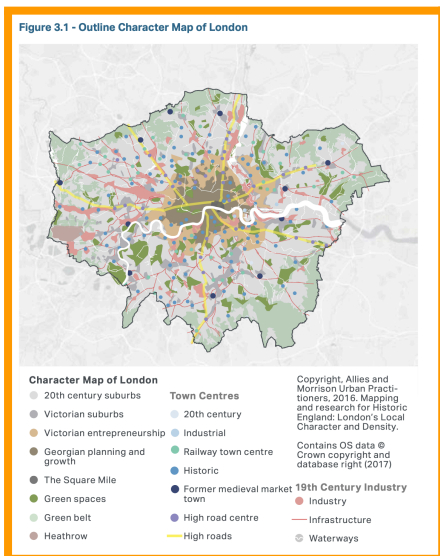 Figure 3.1 - Outline Character Map of London
Character Map of London
20th century suburbs
Victorian suburbs
Victorian entrepreneurship
Georgian planning and
growth
The Square Mile
Green spaces
Green belt
Heathrow
Town Centres
20th century
Industrial
Railway town centre
Historic
Former medieval market
town
High road centre
High roads
Copyright, Allies and
Morrison Urban Practi-
tioners, 2016. Mapping
and research for Historic
England: London's Local
Character and Density.
Contains OS data ©
Crown copyright and
database right (2017)
19th Century Industry
Industry
Infrastructure
Waterways